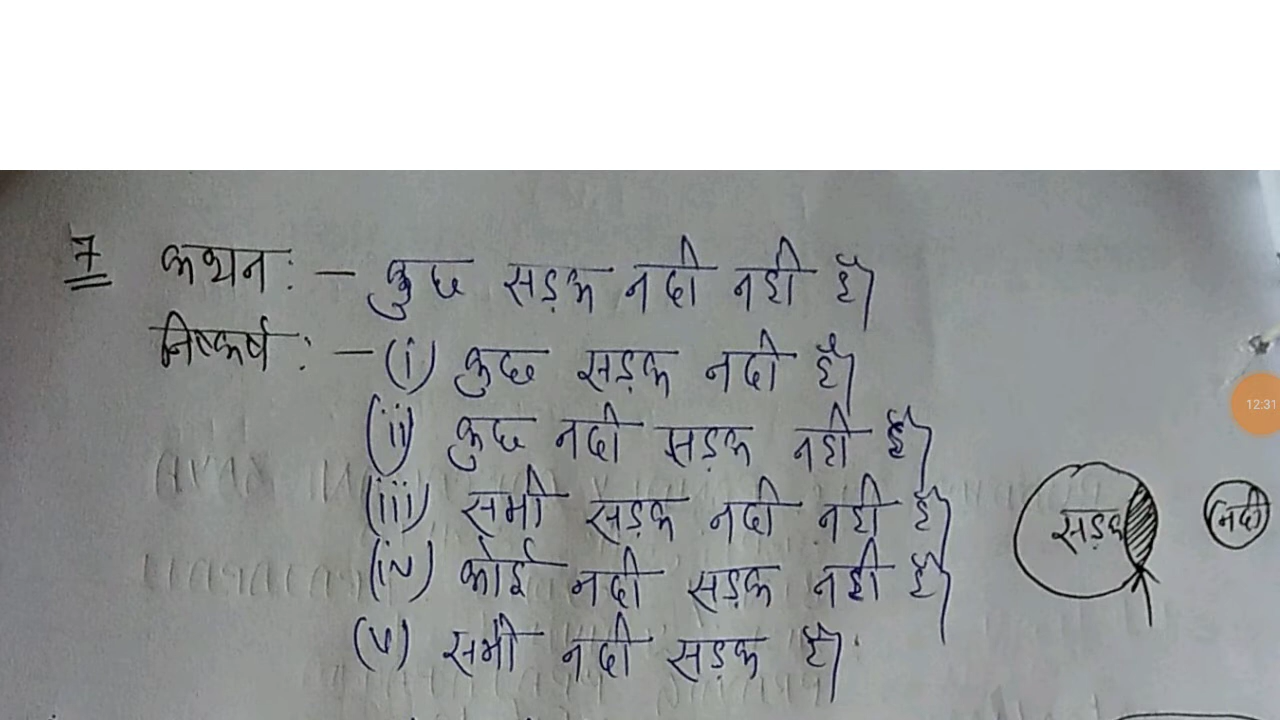 7 कथन: - कुछ सड़क नदी नही है।
निष्कर्ष: - (i) कुछ सड़क नदी है।
(ii) कुछ नदी सड़क नही है।
(iii) सभी सड़क नदी नही है।
(iv) कोई नदी सड़क नही है।
(v) सभी नदी सड़क है।
सड़क नदी
12:31